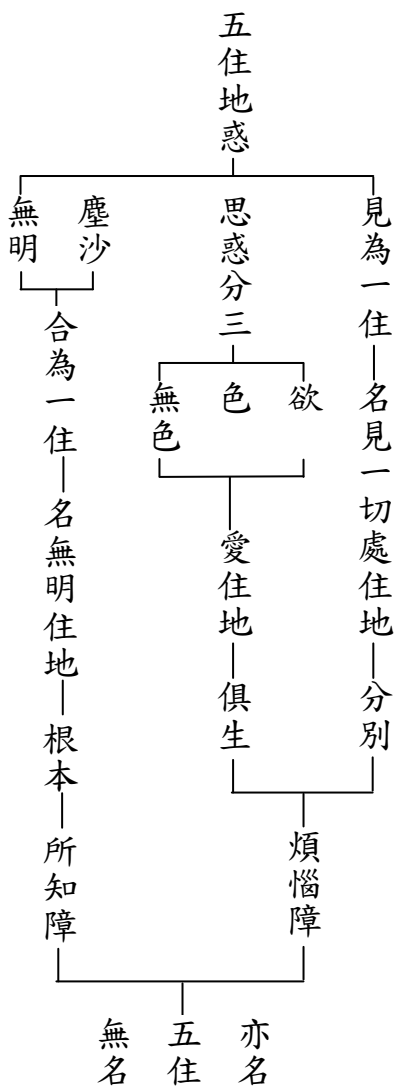 五住地惑
見為一住
名見一切處住地
分別
思惑分三
欲
色
無色
愛住地
俱生
煩惱障
塵沙
無明
合為一住
名無明住地
根本
所知障
亦名
五住
無名